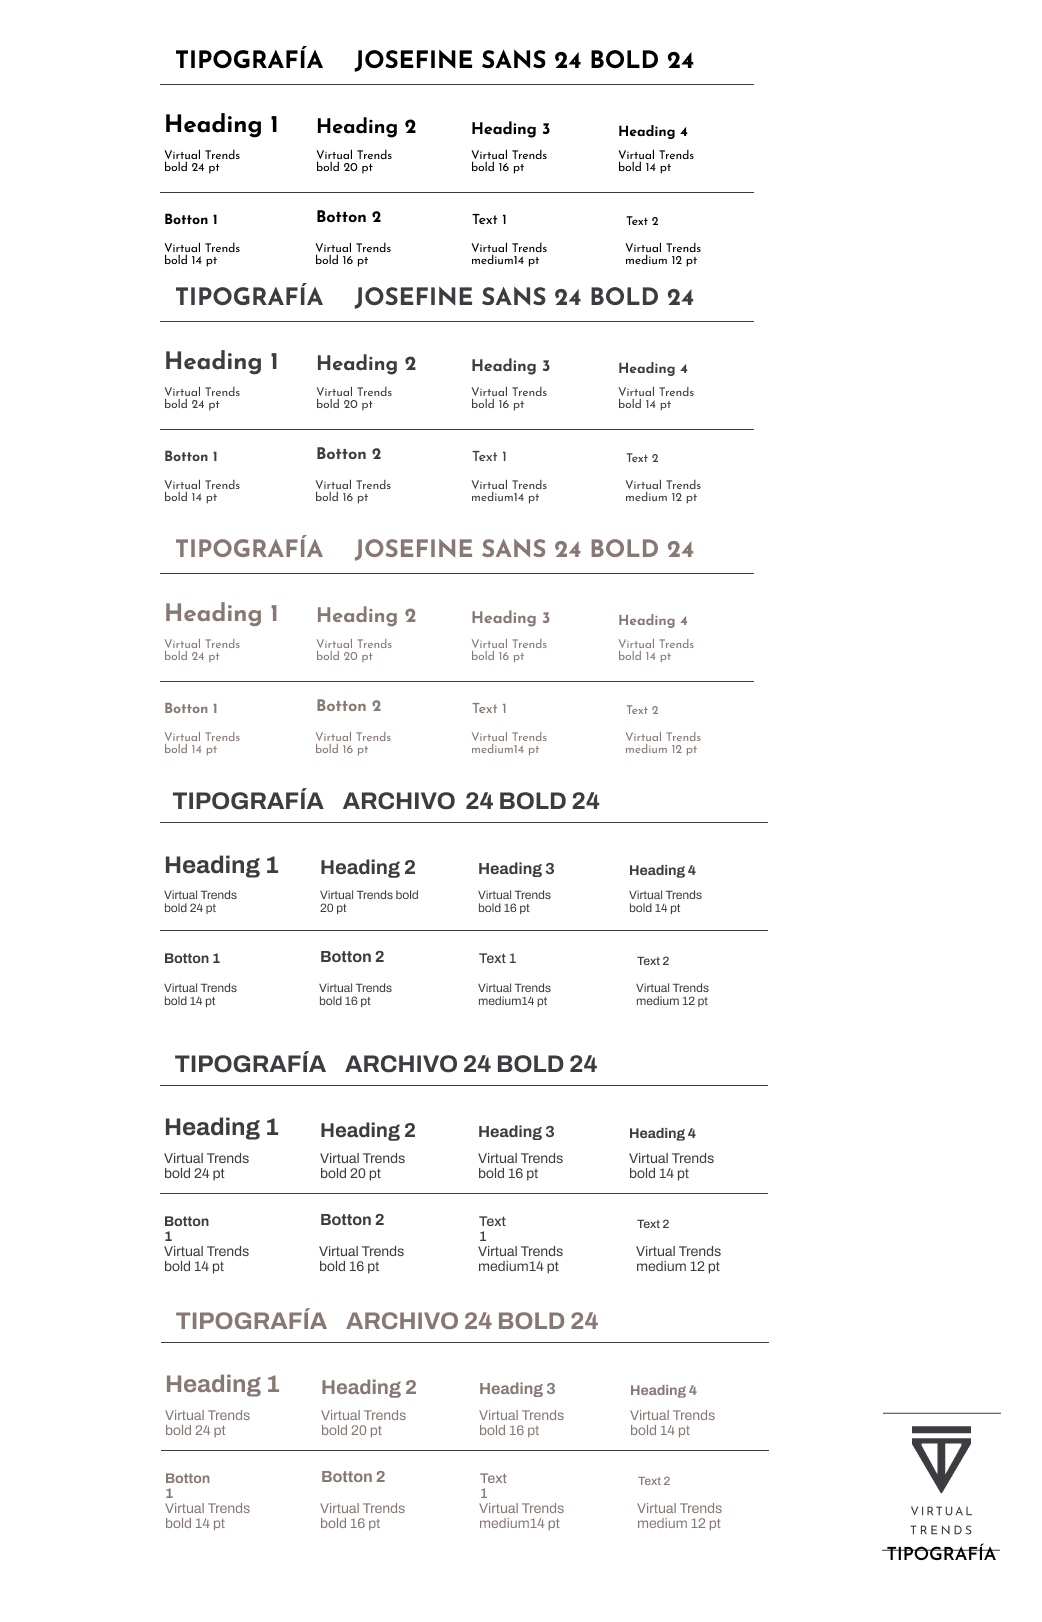 TIPOGRAFÍA JOSEFINE SANS 24 BOLD 24
Heading 1 Heading 2 Heading 3 Heading 4
Virtual Trends Virtual Trends Virtual Trends Virtual Trends
bold 24 pt bold 20 pt bold 16 pt bold 14 pt
Botton 1 Botton 2 Text 1 Text 2
Virtual Trends Virtual Trends Virtual Trends Virtual Trends
bold 14 pt bold 16 pt medium14 pt medium 12 pt
TIPOGRAFÍA JOSEFINE SANS 24 BOLD 24
Heading 1 Heading 2 Heading 3 Heading 4
Virtual Trends Virtual Trends Virtual Trends Virtual Trends
bold 24 pt bold 20 pt bold 16 pt bold 14 pt
Botton 1 Botton 2 Text 1 Text 2
Virtual Trends Virtual Trends Virtual Trends Virtual Trends
bold 14 pt bold 16 pt medium14 pt medium 12 pt
TIPOGRAFÍA JOSEFINE SANS 24 BOLD 24
Heading 1 Heading 2 Heading 3 Heading 4
Virtual Trends Virtual Trends Virtual Trends Virtual Trends
bold 24 pt bold 20 pt bold 16 pt bold 14 pt
Botton 1 Botton 2 Text 1 Text 2
Virtual Trends Virtual Trends Virtual Trends Virtual Trends
bold 14 pt bold 16 pt medium14 pt medium 12 pt
TIPOGRAFÍA ARCHIVO 24 BOLD 24
Heading 1 Heading 2 Heading 3 Heading 4
Virtual Trends Virtual Trends bold Virtual Trends Virtual Trends
bold 24 pt 20 pt bold 16 pt bold 14 pt
Botton 1 Botton 2 Text 1 Text 2
Virtual Trends Virtual Trends Virtual Trends Virtual Trends
bold 14 pt bold 16 pt medium14 pt medium 12 pt
TIPOGRAFÍA ARCHIVO 24 BOLD 24
Heading 1 Heading 2 Heading 3 Heading 4
Virtual Trends Virtual Trends Virtual Trends Virtual Trends
bold 24 pt bold 20 pt bold 16 pt bold 14 pt
Botton Botton 2 Text Text 2
1 1
Virtual Trends Virtual Trends Virtual Trends Virtual Trends
bold 14 pt bold 16 pt medium14 pt medium 12 pt
TIPOGRAFÍA ARCHIVO 24 BOLD 24
Heading 1 Heading 2 Heading 3 Heading 4
Virtual Trends Virtual Trends Virtual Trends Virtual Trends
bold 24 pt bold 20 pt bold 16 pt bold 14 pt
Botton Botton 2 Text Text 2
1 1
Virtual Trends Virtual Trends Virtual Trends Virtual Trends
bold 14 pt bold 16 pt medium14 pt medium 12 pt
VIRTUAL
TRENDS
TIPOGRAFÍA